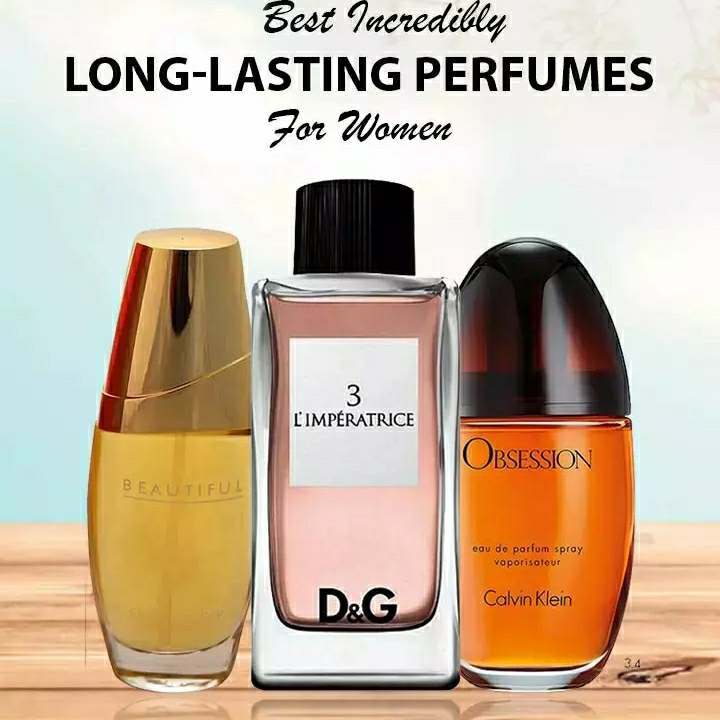 Best Incredibly
LONG-LASTING PERFUMES
For Women
BEAUTIFUL
3
L'IMPÉRATRICE
D&G
OBSESSION
eau de parfum spray
vaporisateur
Calvin Klein
3.4